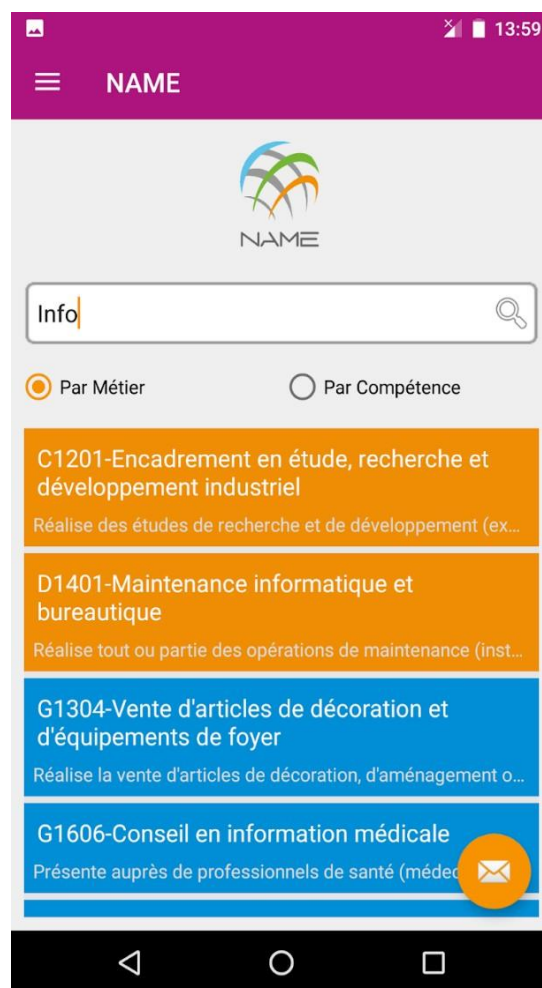 13:59
NAME
NAME
Info
Par Métier
Par Compétence
C1201-Encadrement en étude, recherche et
développement industriel
Réalise des études de recherche et de développement (ex...
D1401-Maintenance informatique et
bureautique
Réalise tout ou partie des opérations de maintenance (inst...
G1304-Vente d'articles de décoration et
d'équipements de foyer
Réalise la vente d'articles de décoration, d'aménagement o...
G1606-Conseil en information médicale
Présente auprès de professionnels de santé